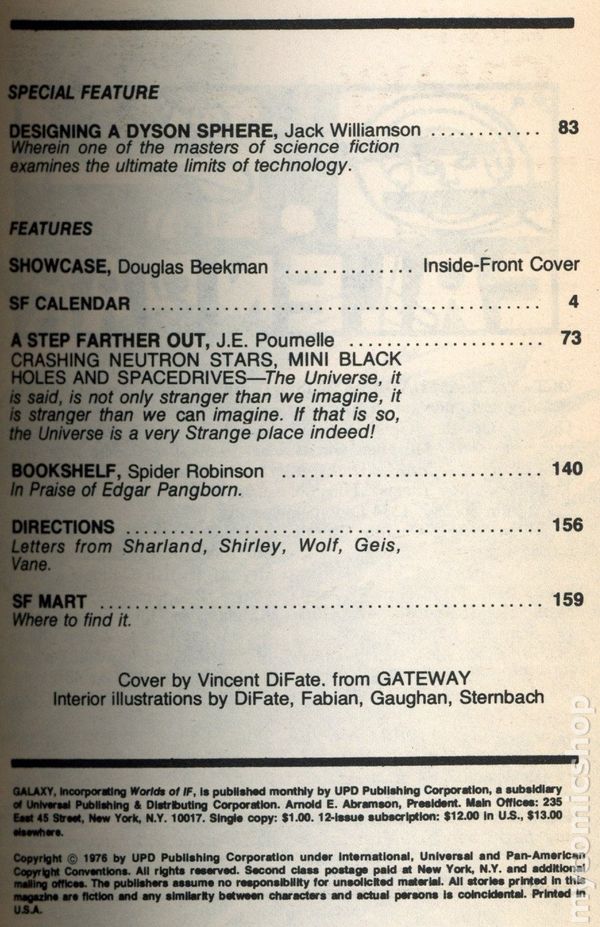 SPECIAL FEATURE
DESIGNING A DYSON SPHERE, Jack Williamson ............ 83
Wherein one of the masters of science fiction
examines the ultimate limits of technology.
FEATURES
SHOWCASE, Douglas Beekman .............. Inside-Front Cover
SF CALENDAR ........................................... 4
A STEP FARTHER OUT, J.E. Pournelle ..................... 73
CRASHING NEUTRON STARS, MINI BLACK
HOLES AND SPACEDRIVES—The Universe, it
is said, is not only stranger than we imagine, it
is stranger than we can imagine. If that is so,
the Universe is a very Strange place indeed!
BOOKSHELF, Spider Robinson ............................ 140
In Praise of Edgar Pangborn.
DIRECTIONS ............................................ 156
Letters from Sharland, Shirley, Wolf, Geis,
Vane.
SF MART ............................................... 159
Where to find it.
Cover by Vincent DiFate. from GATEWAY
Interior illustrations by DiFate, Fabian, Gaughan, Sternbach
GALAXY, incorporating Worlds of IF, is published monthly by UPD Publishing Corporation, a subsidiary
of Universal Publishing & Distributing Corporation. Arnold E. Abramson, President. Main Offices: 235
East 45 Street, New York, N.Y. 10017. Single copy: $1.00. 12-issue subscription: $12.00 in U.S., $13.00
elsewhere.
Copyright © 1976 by UPD Publishing Corporation under International, Universal and Pan-American
Copyright Conventions. All rights reserved. Second class postage paid at New York, N.Y. and additional
mailing offices. The publishers assume no responsibility for unsolicited material. All stories printed in this
magazine are fiction and any similarity between characters and actual persons is coincidental. Printed in
U.S.A.
mycomicshop